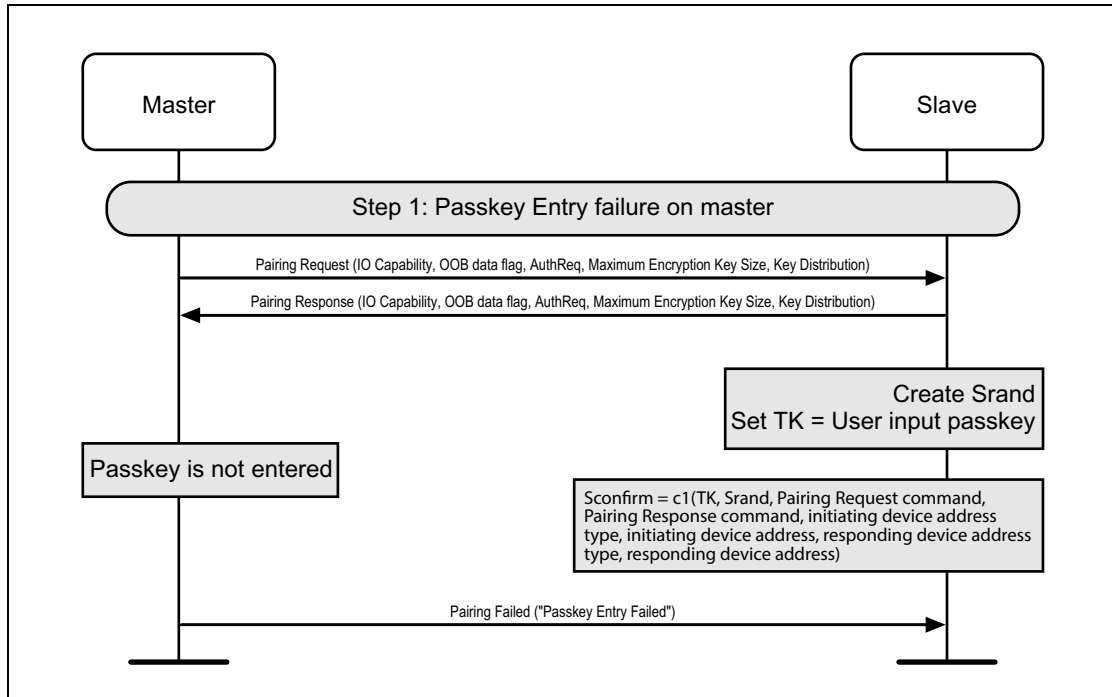 Master
Slave
Step 1: Passkey Entry failure on master
Pairing Request (IO Capability, OOB data flag, AuthReq, Maximum Encryption Key Size, Key Distribution)
Pairing Response (IO Capability, OOB data flag, AuthReq, Maximum Encryption Key Size, Key Distribution)
Create Srand
Set TK = User input passkey
Passkey is not entered
Sconfirm = c1(TK, Srand, Pairing Request command,
Pairing Response command, initiating device address
type, initiating device address, responding device address
type, responding device address)
Pairing Failed ("Passkey Entry Failed")